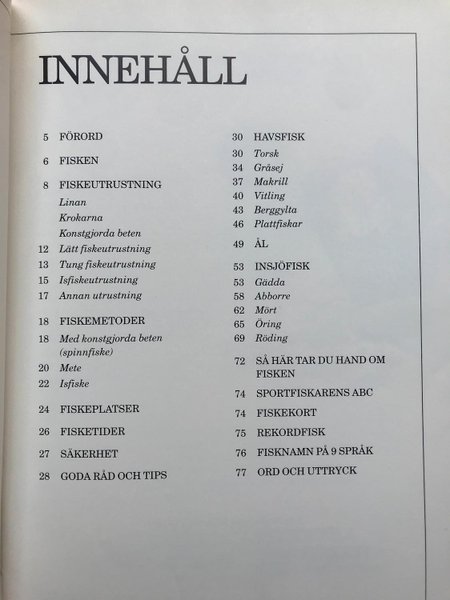 INNEHÅLL
5 FÖRORD
6 FISKEN
8 FISKEUTRUSTNING
Linan
Krokarna
Konstgjorda beten
12 Lätt fiskeutrustning
13 Tung fiskeutrustning
15 Isfiskeutrustning
17 Annan utrustning
18 FISKEMETODER
18 Med konstgjorda beten
(spinnfiske)
20 Mete
22 Isfiske
24 FISKEPLATSER
26 FISKETIDER
27 SÄKERHET
28 GODA RÅD OCH TIPS
30 HAVSFISK
30 Torsk
34 Gråsej
37 Makrill
40 Vitling
43 Berggylta
46 Plattfiskar
49 ÅL
53 INSJÖFISK
53 Gädda
58 Abborre
62 Mört
65 Öring
69 Röding
72 SÅ HÄR TAR DU HAND OM
FISKEN
74 SPORTFISKARENS ABC
74 FISKEKORT
75 REKORDFISK
76 FISKNAMN PÅ 9 SPRÅK
77 ORD OCH UTTRYCK